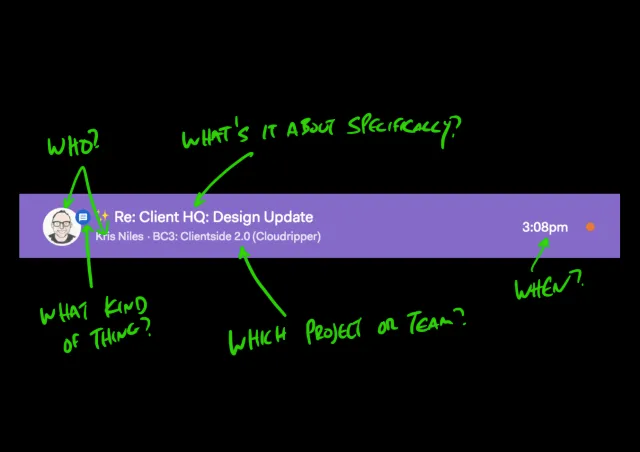 WHAT'S IT ABOUT SPECIFICALLY?
WHO?
✨ Re: Client HQ: Design Update
Kris Niles · BC3: Clientside 2.0 (Cloudripper)
3:08pm
WHEN?
WHAT KIND
OF THING?
WHICH PROJECT OR TEAM?